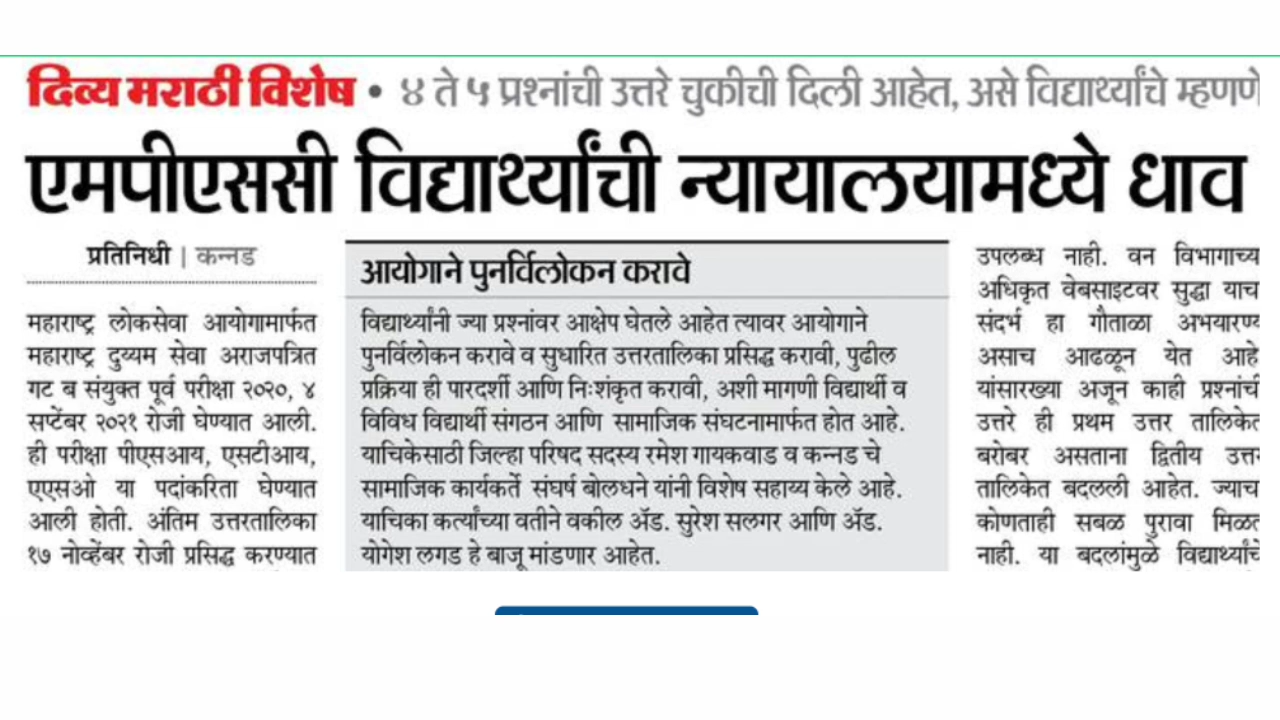 दिव्य मराठी विशेष • ४ ते ५ प्रश्नांची उत्तरे चुकीची दिली आहेत, असे विद्यार्थ्यांचे म्हणणे
एमपीएससी विद्यार्थ्यांची न्यायालयामध्ये धाव
प्रतिनिधी | कन्नड
महाराष्ट्र लोकसेवा आयोगामार्फत
महाराष्ट्र दुय्यम सेवा अराजपत्रित
गट ब संयुक्त पूर्व परीक्षा २०२०, ४
सप्टेंबर २०२१ रोजी घेण्यात आली.
ही परीक्षा पीएसआय, एसटीआय,
एएसओ या पदांकरिता घेण्यात
आली होती. अंतिम उत्तरतालिका
१७ नोव्हेंबर रोजी प्रसिद्ध करण्यात
आयोगाने पुनर्विलोकन करावे
विद्यार्थ्यांनी ज्या प्रश्नांवर आक्षेप घेतले आहेत त्यावर आयोगाने
पुनर्विलोकन करावे व सुधारित उत्तरतालिका प्रसिद्ध करावी, पुढील
प्रक्रिया ही पारदर्शी आणि निःशंकृत करावी, अशी मागणी विद्यार्थी व
विविध विद्यार्थी संगठन आणि सामाजिक संघटनामार्फत होत आहे.
याचिकेसाठी जिल्हा परिषद सदस्य रमेश गायकवाड व कन्नड चे
सामाजिक कार्यकर्ते संघर्ष बोलधने यांनी विशेष सहाय्य केले आहे.
याचिका कर्त्यांच्या वतीने वकील ॲड. सुरेश सलगर आणि ॲड.
योगेश लगड हे बाजू मांडणार आहेत.
उपलब्ध नाही. वन विभागाच्या
अधिकृत वेबसाइटवर सुद्धा याच
संदर्भ हा गौताळा अभयारण्य
असाच आढळून येत आहे
यांसारख्या अजून काही प्रश्नांची
उत्तरे ही प्रथम उत्तर तालिकेत
बरोबर असताना द्वितीय उत्तर
तालिकेत बदलली आहेत. ज्याच
कोणताही सबळ पुरावा मिळत
नाही. या बदलांमुळे विद्यार्थ्यांचे